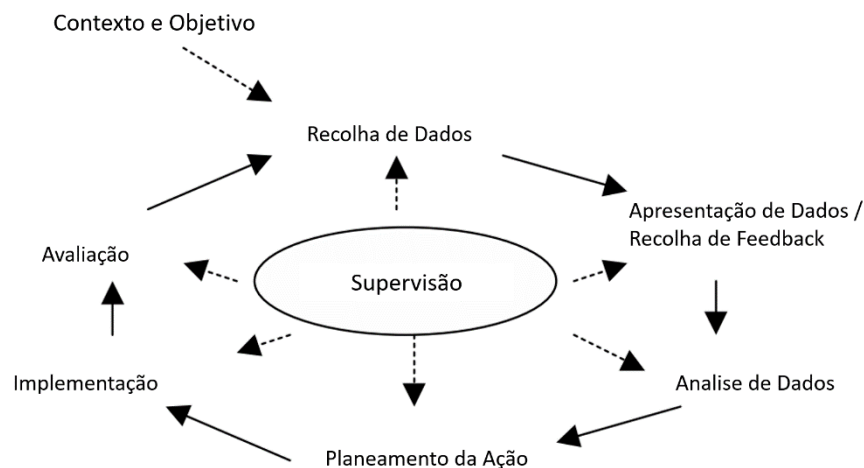 Contexto e Objetivo
Recolha de Dados
Apresentação de Dados /
Recolha de Feedback
Avaliação
Supervisão
Implementação
Analise de Dados
Planeamento da Ação